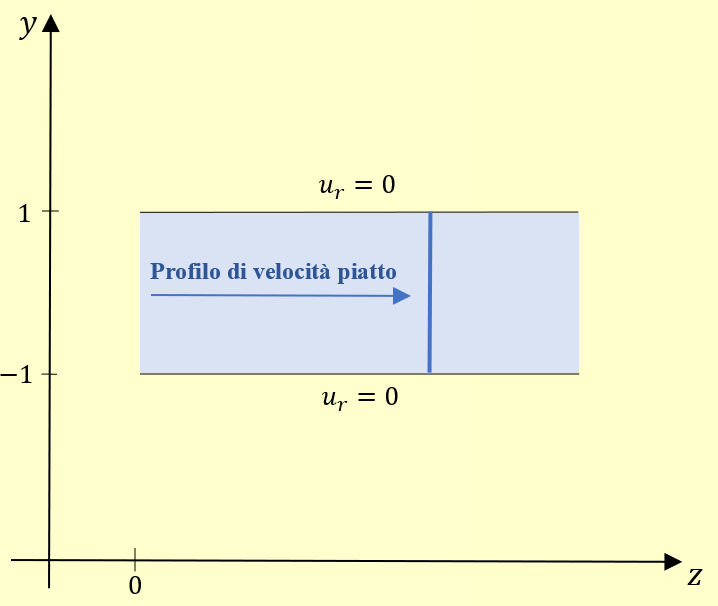 y
u_r = 0
1
Profilo di velocità piatto
−1
u_r = 0
0
z